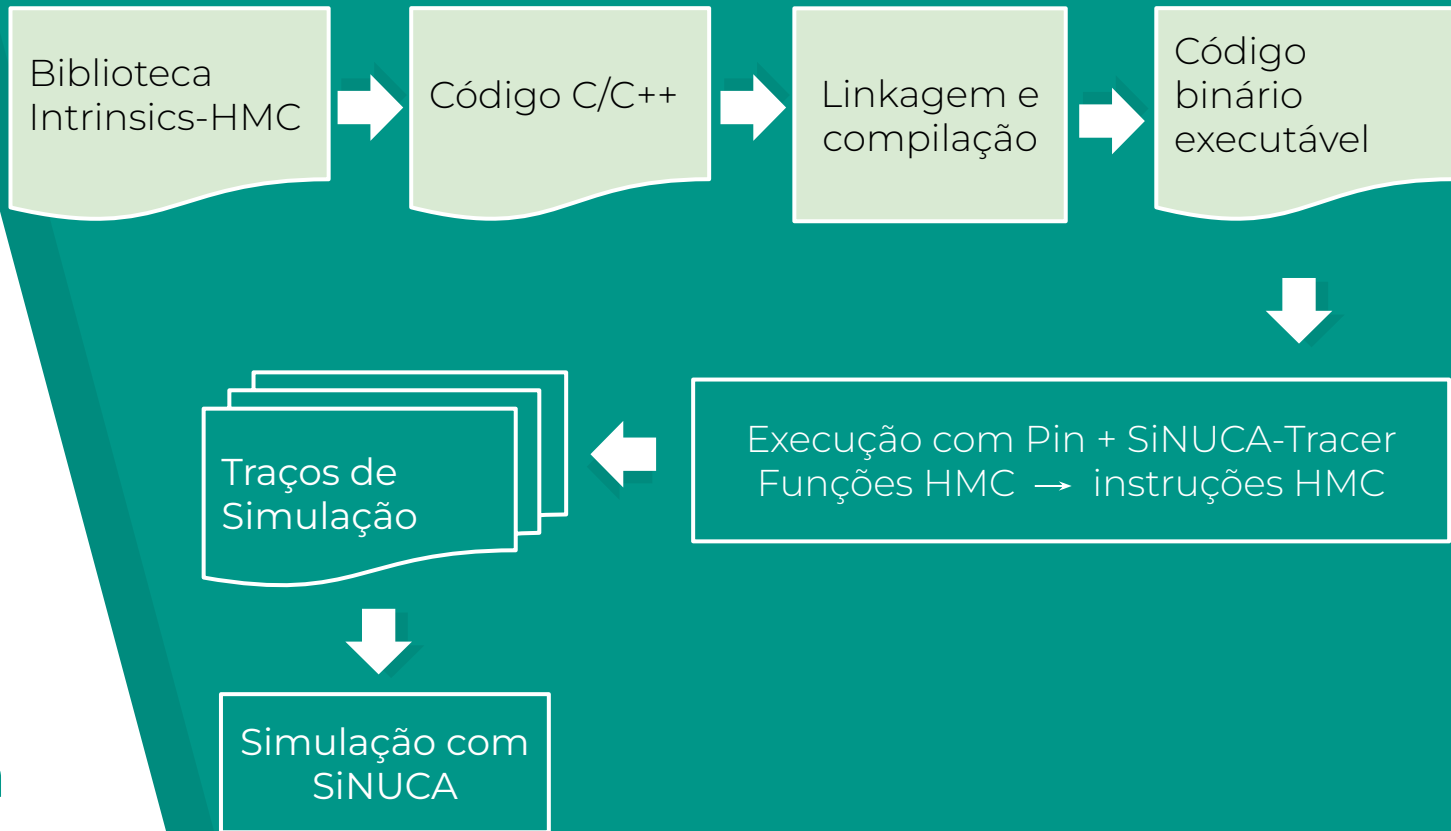 Biblioteca
Intrinsics-HMC
Código C/C++
Linkagem e
compilação
Código
binário
executável
Execução com Pin + SiNUCA-Tracer
Funções HMC → instruções HMC
Traços de
Simulação
Simulação com
SiNUCA